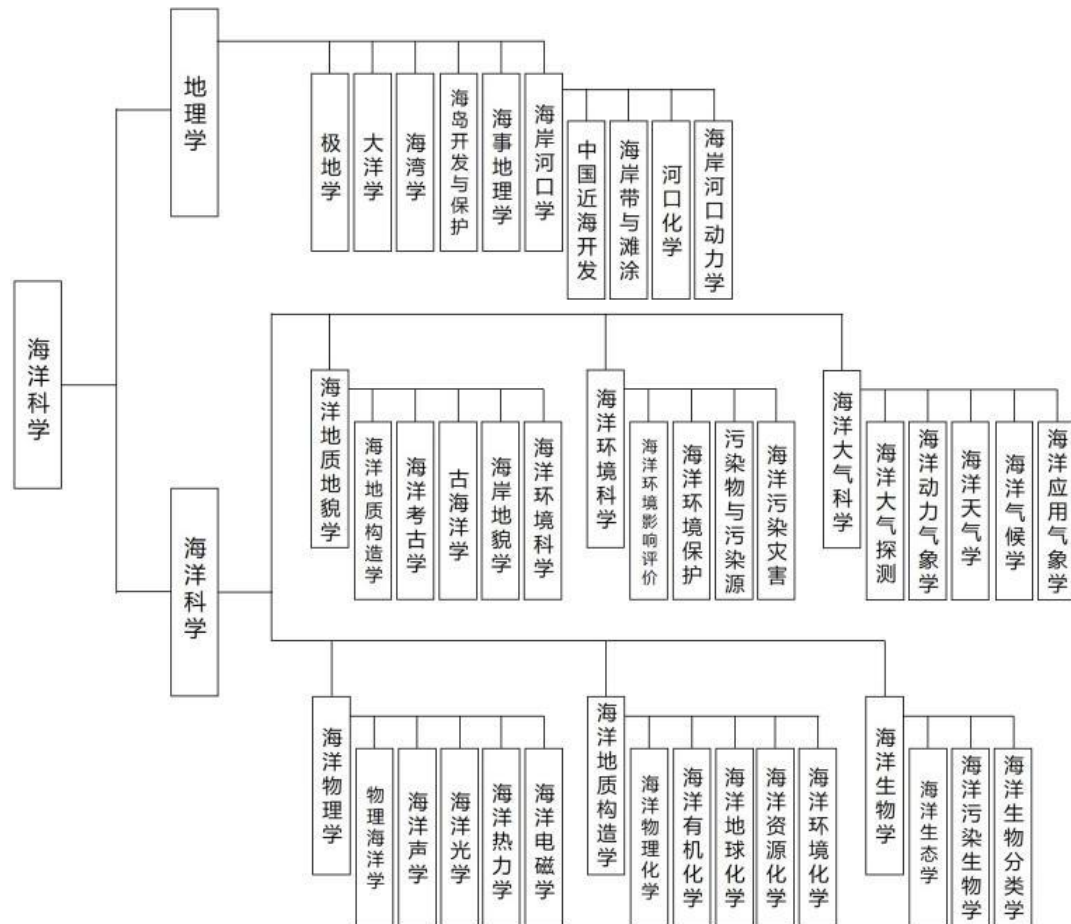 海洋科学
地理学
极地学
大洋学
海湾学
海岛开发与保护
海事地理学
海岸河口学
中国近海开发
海岸带与滩涂
河口化学
海岸河口动力学
海洋科学
海洋地质地貌学
海洋地质构造学
海洋考古学
古海洋学
海岸地貌学
海洋环境科学
海洋环境科学
海洋环境影响评价
海洋环境保护
污染物与污染源
海洋污染灾害
海洋大气科学
海洋大气探测
海洋动力气象学
海洋天气学
海洋气候学
海洋应用气象学
海洋物理学
物理海洋学
海洋声学
海洋光学
海洋热力学
海洋电磁学
海洋地质构造学
海洋物理化学
海洋有机化学
海洋地球化学
海洋资源化学
海洋环境化学
海洋生物学
海洋生态学
海洋污染生物学
海洋生物分类学